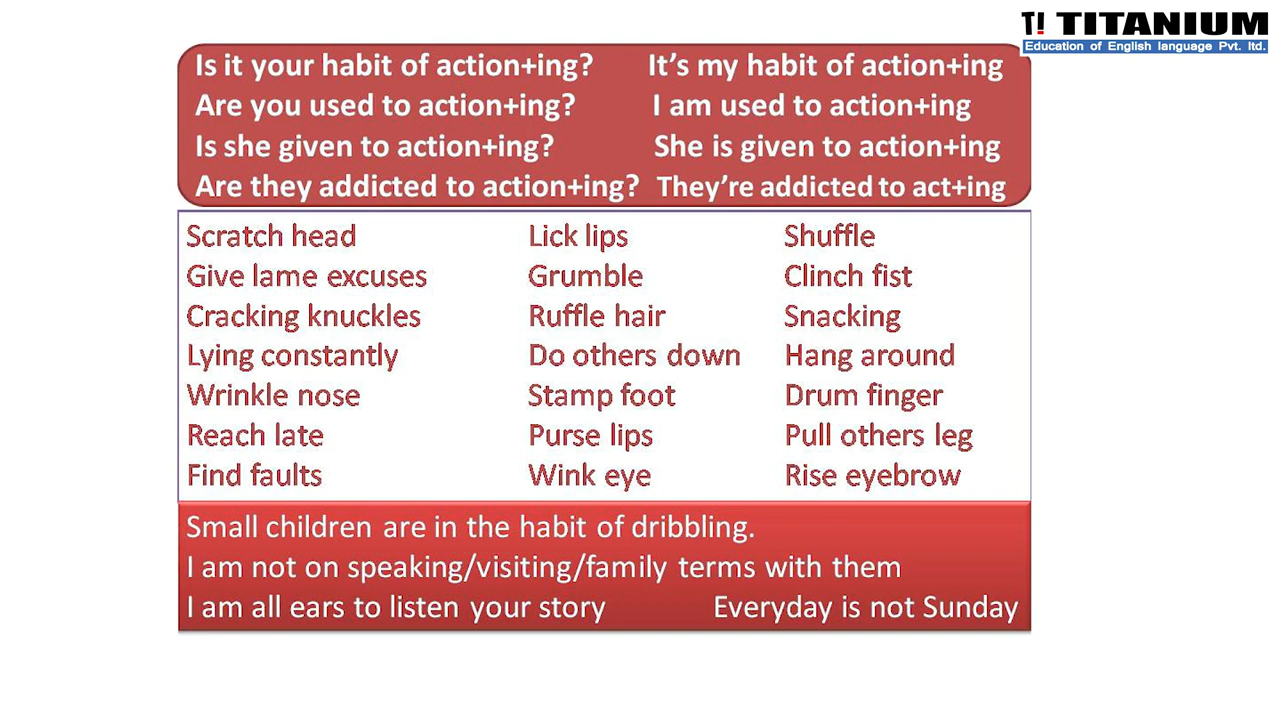 T! TITANIUM
Education of English language Pvt. ltd.
Is it your habit of action+ing? It's my habit of action+ing
Are you used to action+ing? I am used to action+ing
Is she given to action+ing? She is given to action+ing
Are they addicted to action+ing? They're addicted to act+ing
Scratch head Lick lips Shuffle
Give lame excuses Grumble Clinch fist
Cracking knuckles Ruffle hair Snacking
Lying constantly Do others down Hang around
Wrinkle nose Stamp foot Drum finger
Reach late Purse lips Pull others leg
Find faults Wink eye Rise eyebrow
Small children are in the habit of dribbling.
I am not on speaking/visiting/family terms with them
I am all ears to listen your story Everyday is not Sunday